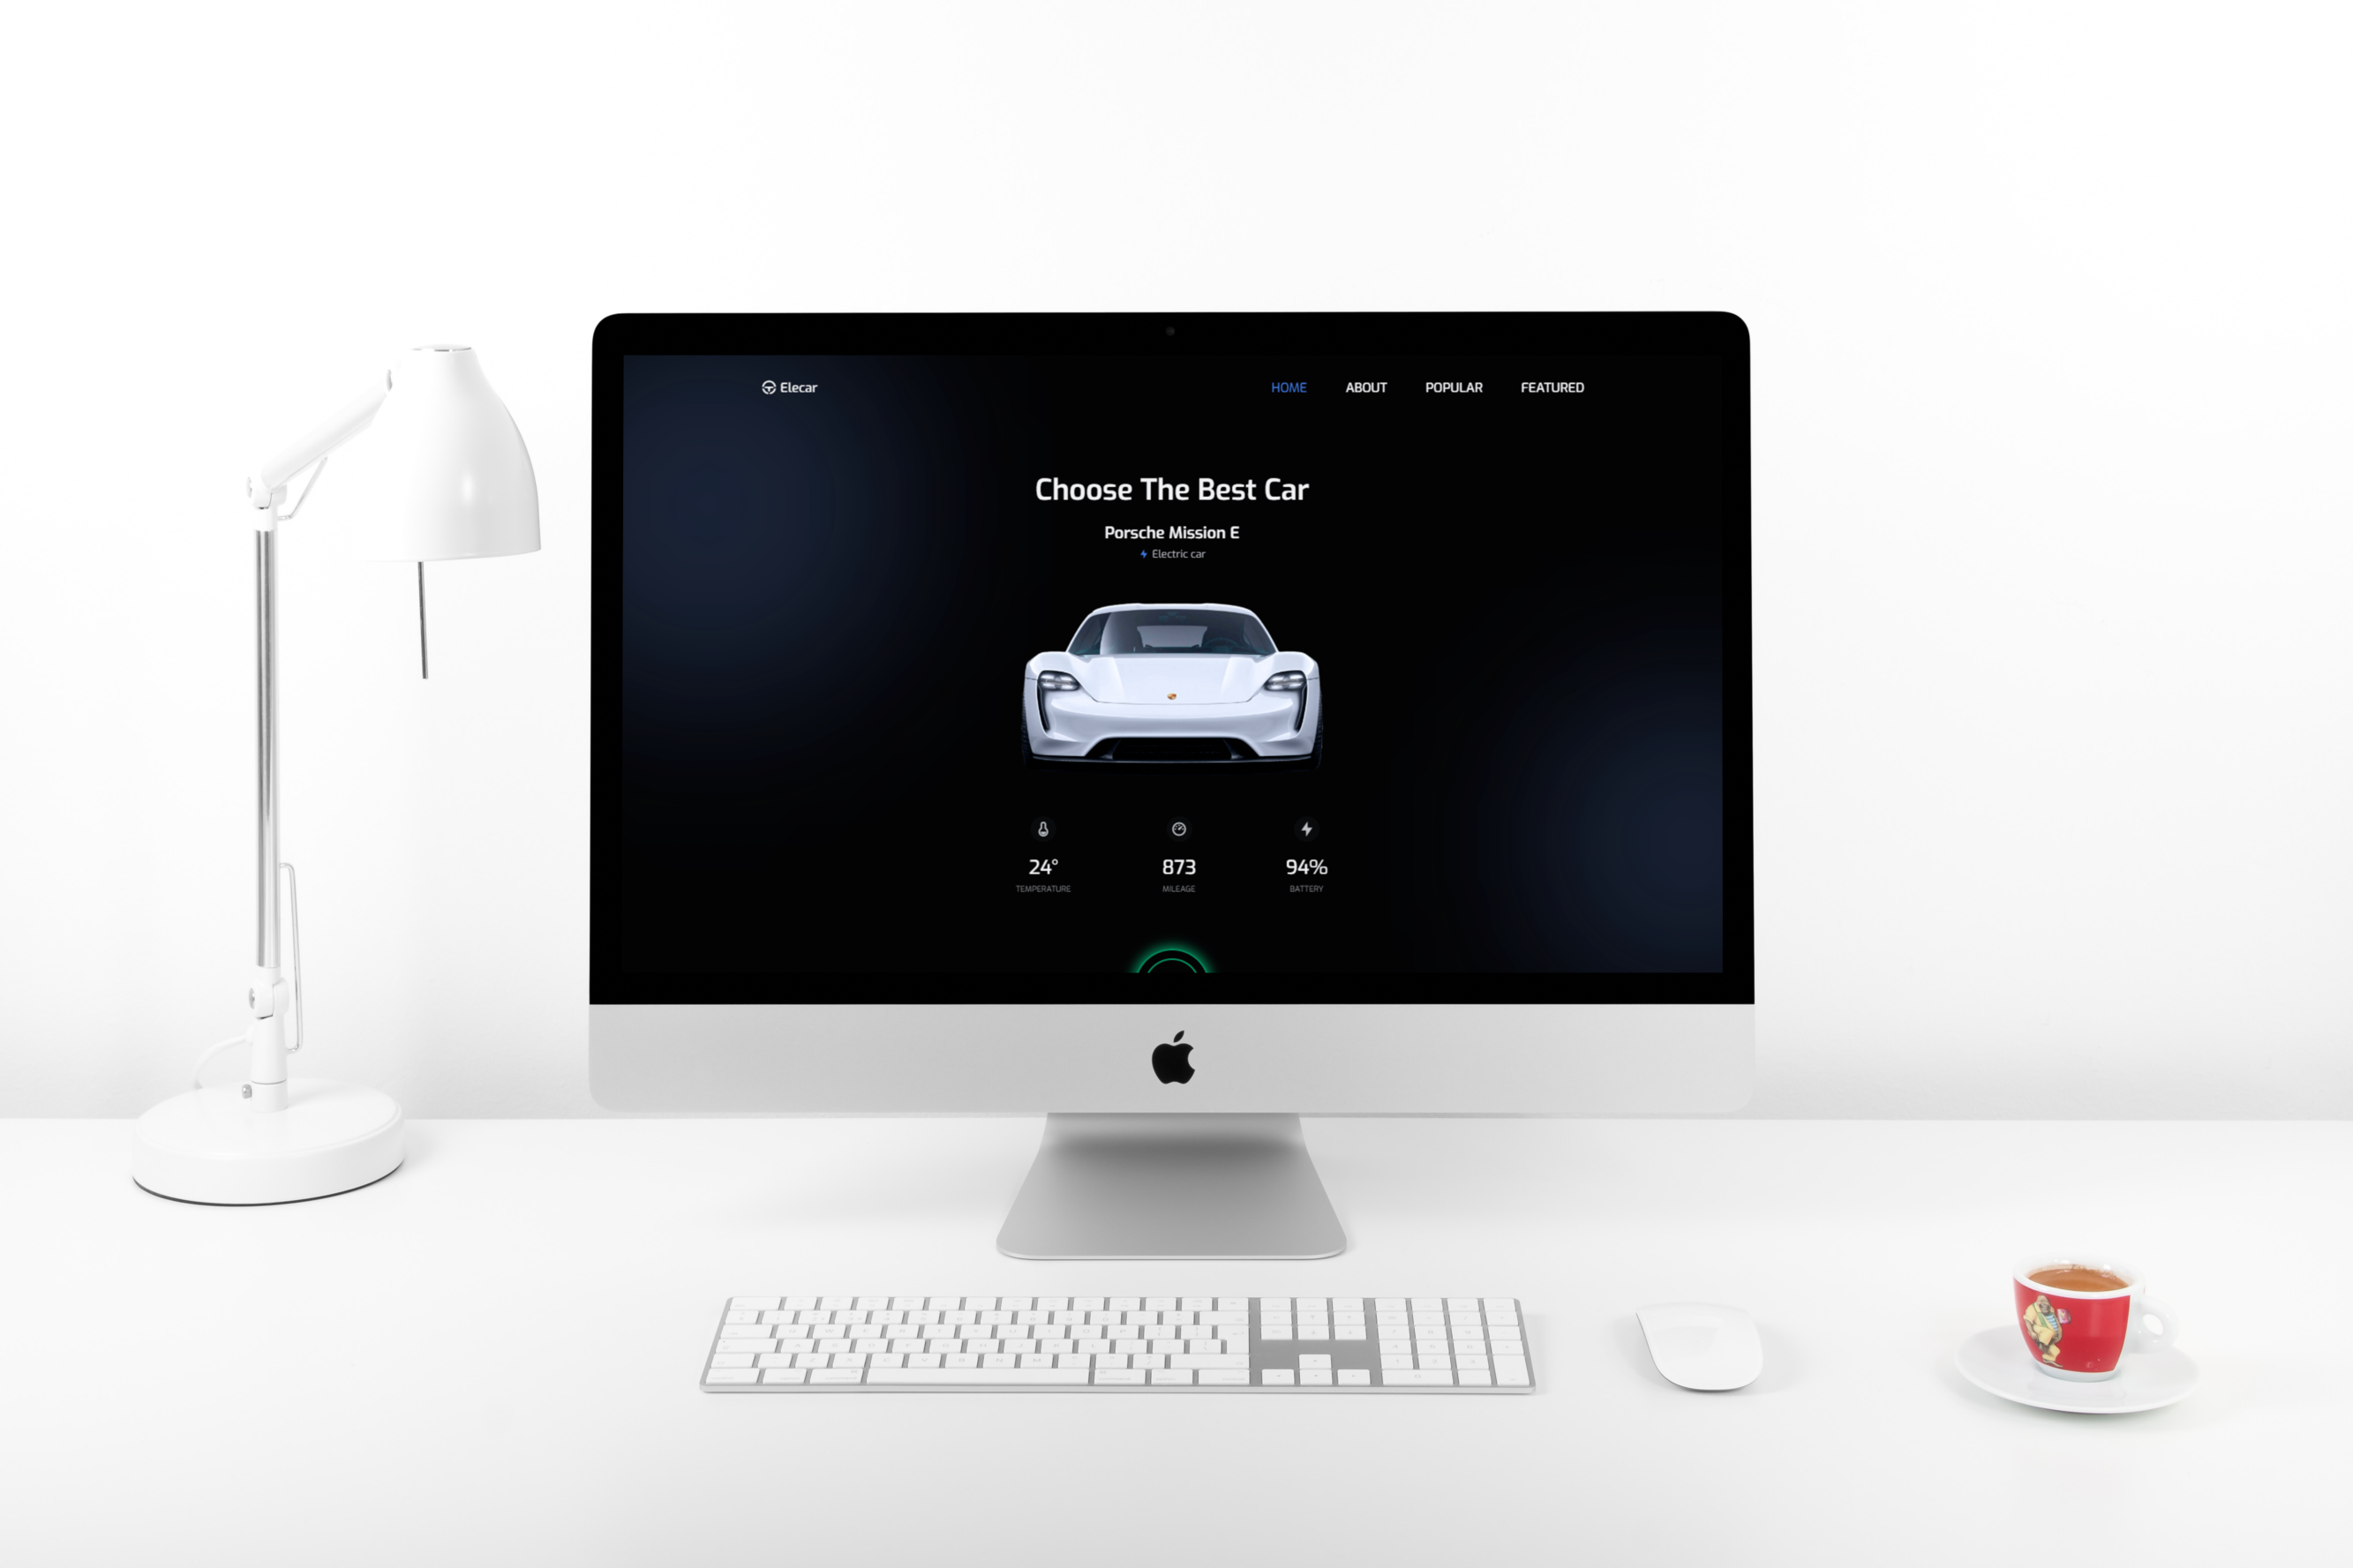 Elecar
HOME ABOUT POPULAR FEATURED
Choose The Best Car
Porsche Mission E
Electric car
24° 873 94%
TEMPERATURE MILEAGE BATTERY